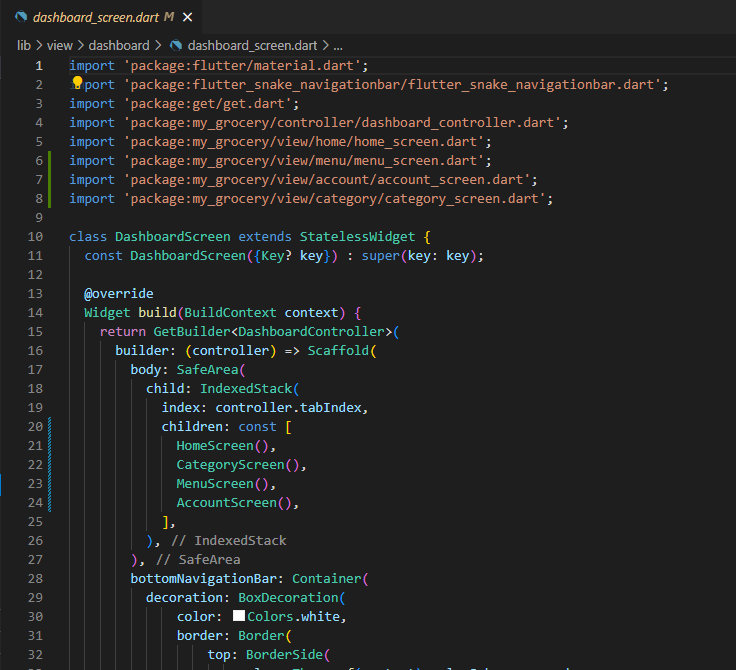 dashboard_screen.dart M
lib > view > dashboard > dashboard_screen.dart > ...
1 import 'package:flutter/material.dart';
2 import 'package:flutter_snake_navigationbar/flutter_snake_navigationbar.dart';
3 import 'package:get/get.dart';
4 import 'package:my_grocery/controller/dashboard_controller.dart';
5 import 'package:my_grocery/view/home/home_screen.dart';
6 import 'package:my_grocery/view/menu/menu_screen.dart';
7 import 'package:my_grocery/view/account/account_screen.dart';
8 import 'package:my_grocery/view/category/category_screen.dart';
9
10 class DashboardScreen extends StatelessWidget {
11   const DashboardScreen({Key? key}) : super(key: key);
12
13   @override
14   Widget build(BuildContext context) {
15     return GetBuilder<DashboardController>(
16       builder: (controller) => Scaffold(
17         body: SafeArea(
18           child: IndexedStack(
19             index: controller.tabIndex,
20             children: const [
21               HomeScreen(),
22               CategoryScreen(),
23               MenuScreen(),
24               AccountScreen(),
25             ],
26           ), // IndexedStack
27         ), // SafeArea
28         bottomNavigationBar: Container(
29           decoration: BoxDecoration(
30               color: Colors.white,
31               border: Border(
32                   top: BorderSide(